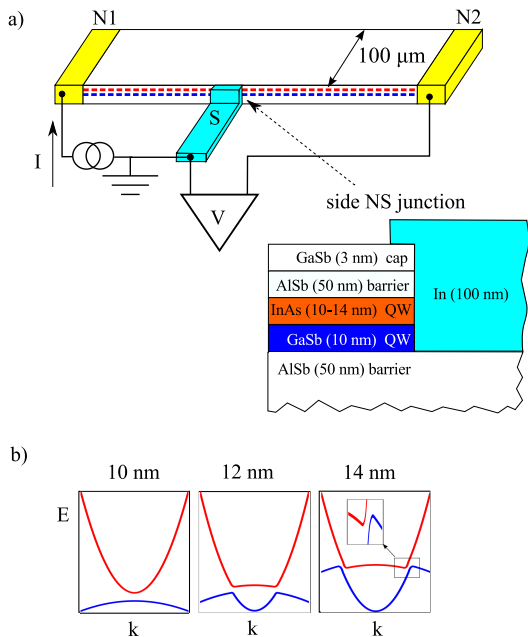 a)
N1
N2
100 μm
S
I
V
side NS junction
GaSb (3 nm) cap
AlSb (50 nm) barrier
InAs (10-14 nm) QW
GaSb (10 nm) QW
AlSb (50 nm) barrier
In (100 nm)
b)
10 nm
12 nm
14 nm
E
k
k
k